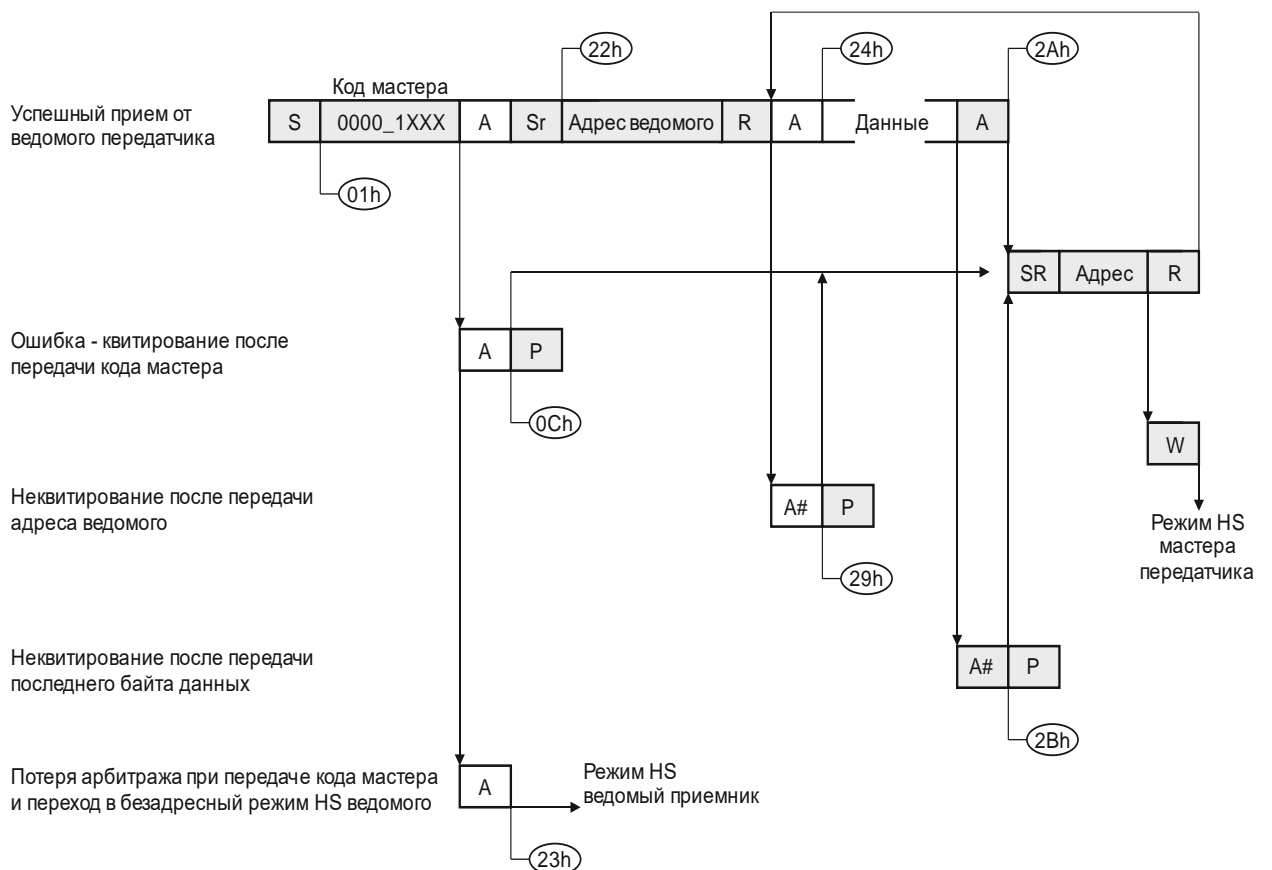 22h
24h
2Ah
Код мастера
Успешный прием от
ведомого передатчика
S 0000_1XXX A Sr Адрес ведомого R A Данные A
01h
SR Адрес R
Ошибка - квитирование после
передачи кода мастера
A P
0Ch
W
Неквитирование после передачи
адреса ведомого
A# P
Режим HS
мастера
передатчика
29h
Неквитирование после передачи
последнего байта данных
A# P
2Bh
Потеря арбитража при передаче кода мастера
и переход в безадресный режим HS ведомого
A
Режим HS
ведомый приемник
23h